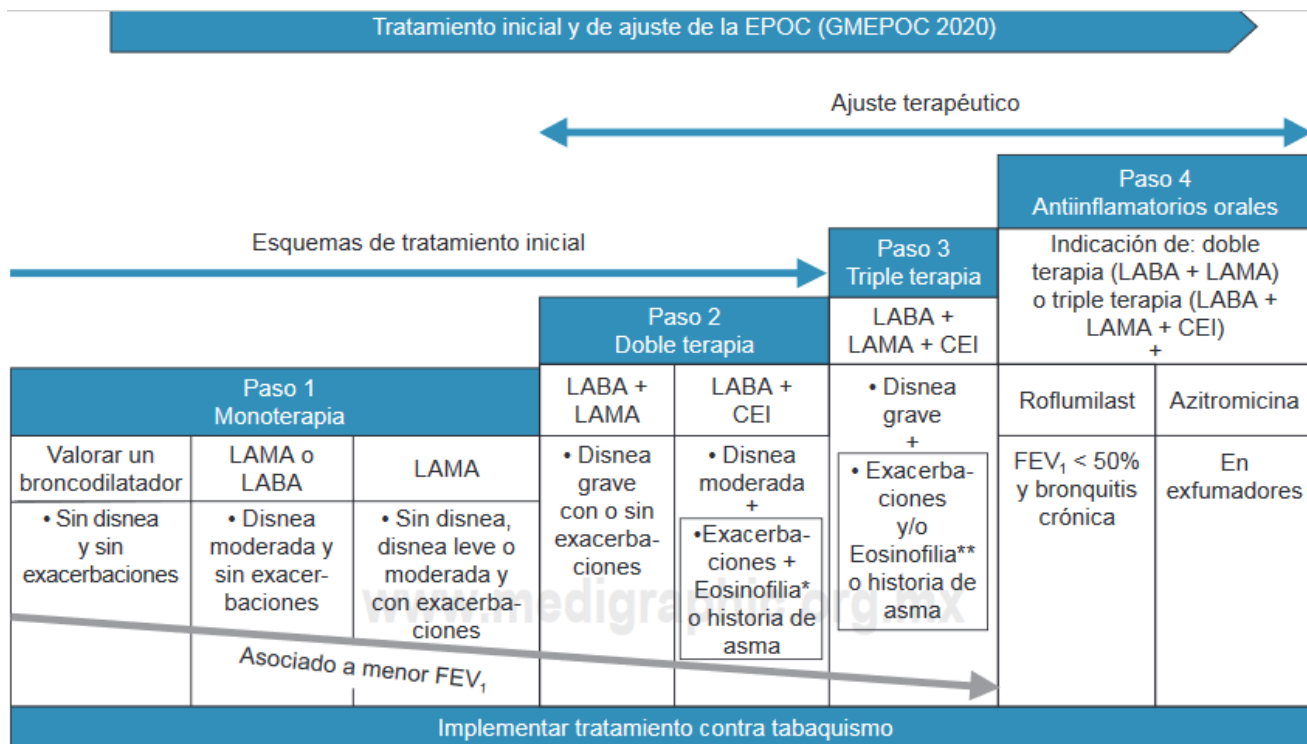 Tratamiento inicial y de ajuste de la EPOC (GMEPOC 2020)
Ajuste terapéutico
Esquemas de tratamiento inicial
Paso 1
Monoterapia
Valorar un
broncodilatador
• Sin disnea
y sin
exacerbaciones
LAMA o
LABA
• Disnea
moderada y
sin exacer-
baciones
LAMA
• Sin disnea,
disnea leve o
moderada y
con exacerba-
ciones
Paso 2
Doble terapia
LABA +
LAMA
• Disnea
grave
con o sin
exacerba-
ciones
LABA +
CEI
• Disnea
moderada
+
•Exacerba-
ciones +
Eosinofilia*
o historia de
asma
Paso 3
Triple terapia
LABA +
LAMA + CEI
• Disnea
grave
+
• Exacerba-
ciones
y/o
Eosinofilia**
o historia de
asma
Paso 4
Antiinflamatorios orales
Indicación de: doble
terapia (LABA + LAMA)
o triple terapia (LABA +
LAMA + CEI)
+
Roflumilast
FEV₁ < 50%
y bronquitis
crónica
Azitromicina
En
exfumadores
www.medigraphic.org.mx
Asociado a menor FEV₁
Implementar tratamiento contra tabaquismo